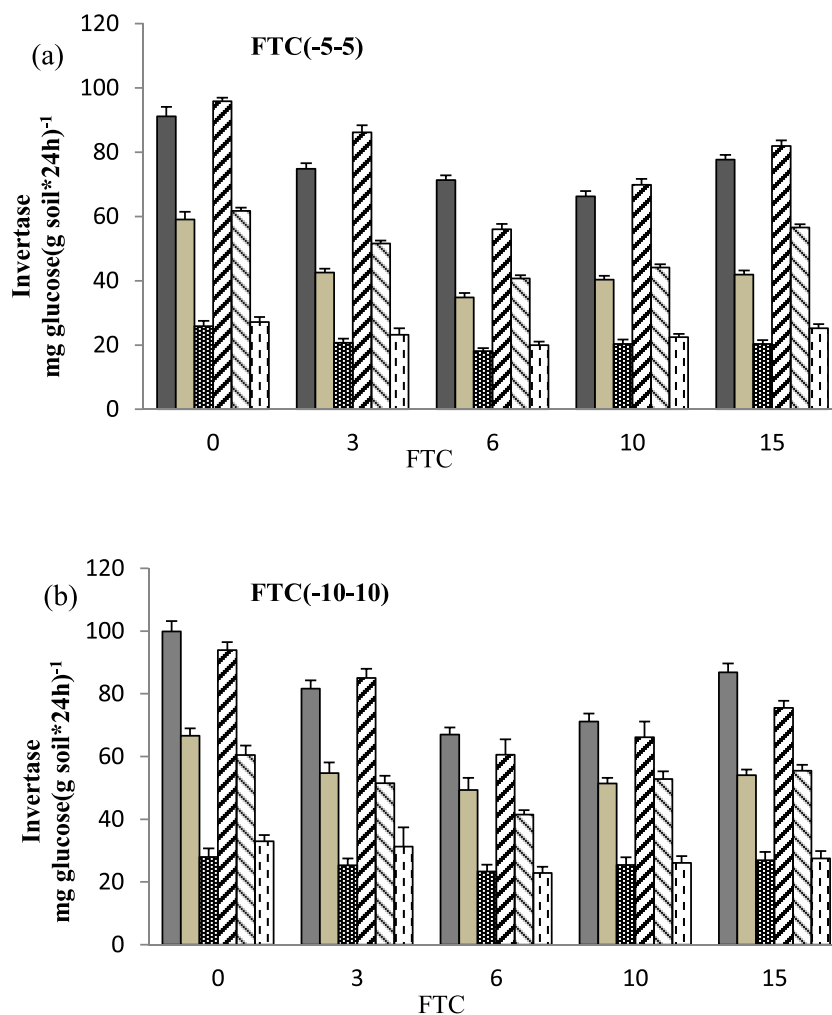 (a)
FTC(-5-5)
Invertase
mg glucose(g soil*24h)-1
120
100
80
60
40
20
0
0 3 6 10 15
FTC
(b)
FTC(-10-10)
Invertase
mg glucose(g soil*24h)-1
120
100
80
60
40
20
0
0 3 6 10 15
FTC